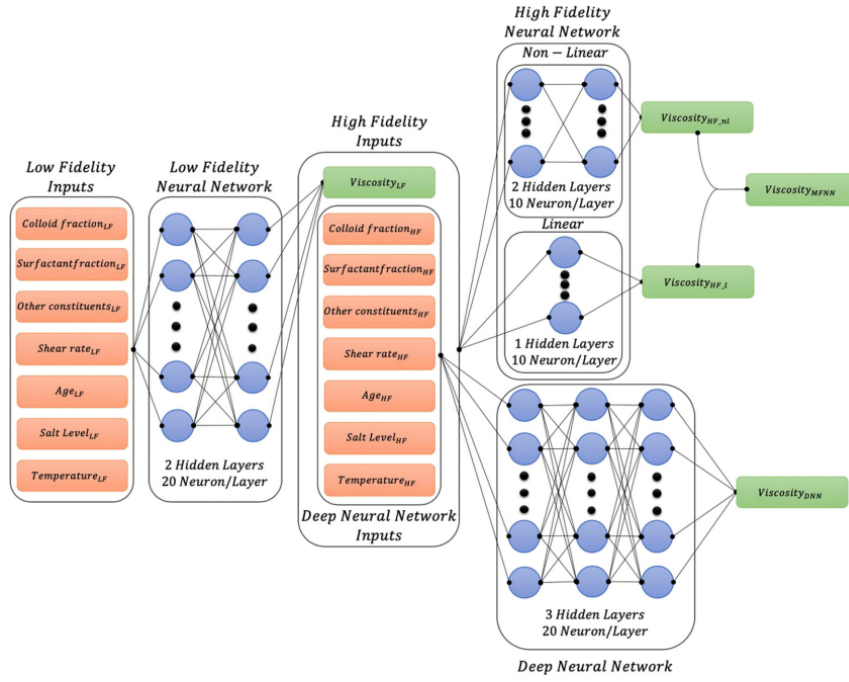 Low Fidelity
Inputs
Colloid fraction_LF
Surfactantfraction_LF
Other constituents_LF
Shear rate_LF
Age_LF
Salt Level_LF
Temperature_LF
Low Fidelity
Neural Network
2 Hidden Layers
20 Neuron/Layer
High Fidelity
Inputs
Viscosity_LF
Colloid fraction_HF
Surfactantfraction_HF
Other constituents_HF
Shear rate_HF
Age_HF
Salt Level_HF
Temperature_HF
Deep Neural Network
Inputs
High Fidelity
Neural Network
Non − Linear
2 Hidden Layers
10 Neuron/Layer
Linear
1 Hidden Layers
10 Neuron/Layer
Viscosity_HF_nl
Viscosity_HF_l
Viscosity_MFNN
3 Hidden Layers
20 Neuron/Layer
Deep Neural Network
Viscosity_DNN